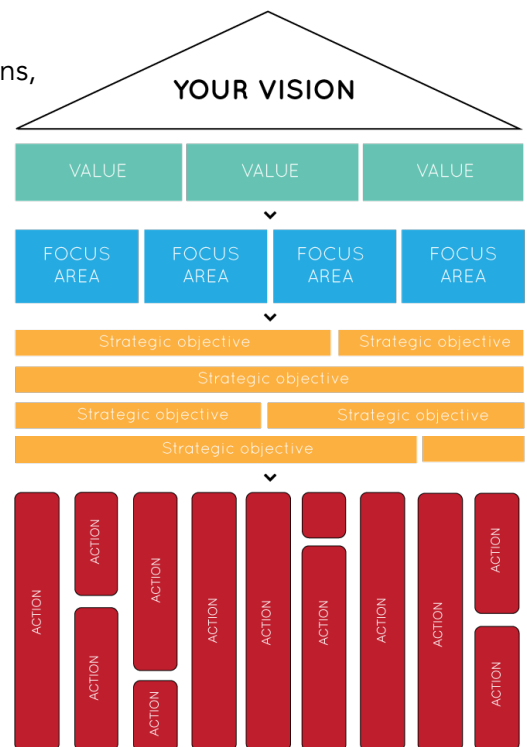 ns,
YOUR VISION
VALUE VALUE VALUE
FOCUS AREA FOCUS AREA FOCUS AREA FOCUS AREA
Strategic objective Strategic objective
Strategic objective
Strategic objective Strategic objective
Strategic objective
ACTION ACTION ACTION ACTION ACTION ACTION ACTION ACTION ACTION
ACTION ACTION ACTION